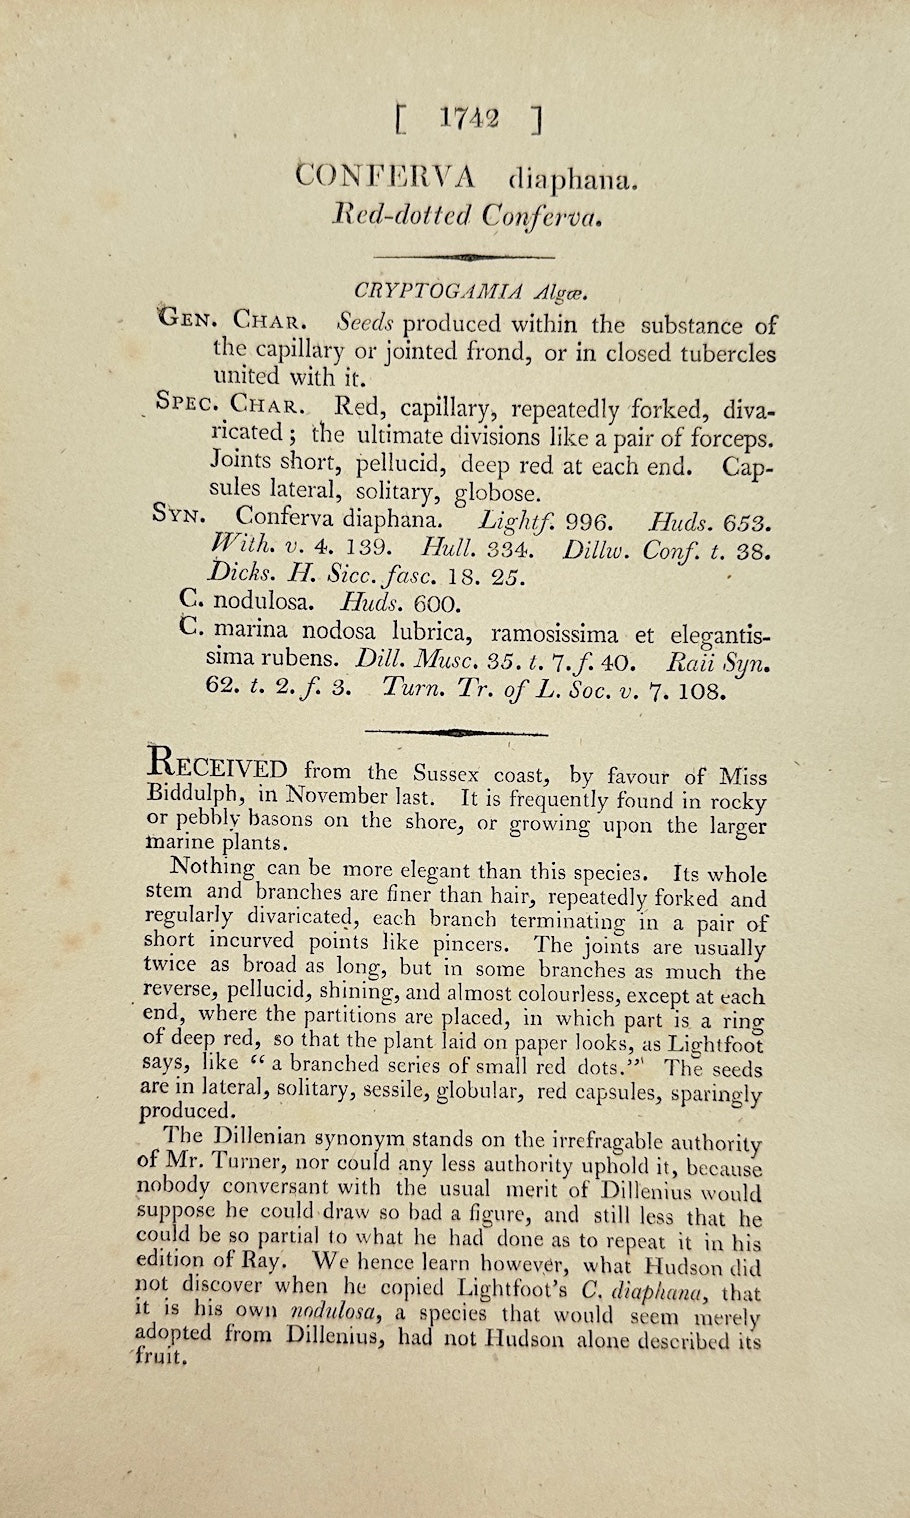 [ 1742 ]
CONFERVA diaphana.
Red-dotted Conferva.
CRYPTOGAMIA Algæ.
GEN. CHAR. Seeds produced within the substance of
the capillary or jointed frond, or in closed tubercles
united with it.
SPEC. CHAR. Red, capillary, repeatedly forked, diva-
ricated; the ultimate divisions like a pair of forceps.
Joints short, pellucid, deep red at each end. Cap-
sules lateral, solitary, globose.
SYN. Conferva diaphana. Lightf. 996. Huds. 653.
With. v. 4. 139. Hull. 334. Dillw. Conf. t. 38.
Dicks. H. Sicc. fasc. 18. 25.
C. nodulosa. Huds. 600.
C. marina nodosa lubrica, ramosissima et elegantis-
sima rubens. Dill. Musc. 35. t. 7. f. 40. Raii Syn.
62. t. 2. f. 3. Turn. Tr. of L. Soc. v. 7. 108.
RECEIVED from the Sussex coast, by favour of Miss
Biddulph, in November last. It is frequently found in rocky
or pebbly basons on the shore, or growing upon the larger
marine plants.
Nothing can be more elegant than this species. Its whole
stem and branches are finer than hair, repeatedly forked and
regularly divaricated, each branch terminating in a pair of
short incurved points like pincers. The joints are usually
twice as broad as long, but in some branches as much the
reverse, pellucid, shining, and almost colourless, except at each
end, where the partitions are placed, in which part is a ring
of deep red, so that the plant laid on paper looks, as Lightfoot
says, like “ a branched series of small red dots.” The seeds
are in lateral, solitary, sessile, globular, red capsules, sparingly
produced.
The Dillenian synonym stands on the irrefragable authority
of Mr. Turner, nor could any less authority uphold it, because
nobody conversant with the usual merit of Dillenius would
suppose he could draw so bad a figure, and still less that he
could be so partial to what he had done as to repeat it in his
edition of Ray. We hence learn however, what Hudson did
not discover when he copied Lightfoot's C. diaphana, that
it is his own nodulosa, a species that would seem merely
adopted from Dillenius, had not Hudson alone described its
fruit.